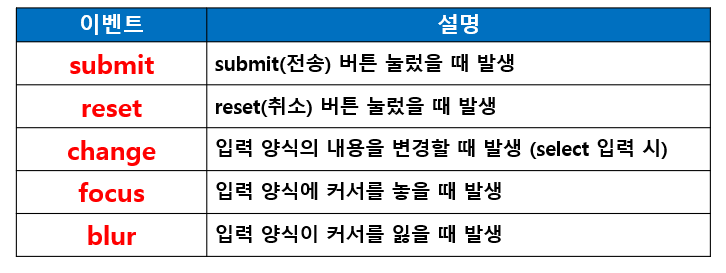 이벤트 설명
submit submit(전송) 버튼 눌렀을 때 발생
reset reset(취소) 버튼 눌렀을 때 발생
change 입력 양식의 내용을 변경할 때 발생 (select 입력 시)
focus 입력 양식에 커서를 놓을 때 발생
blur 입력 양식이 커서를 잃을 때 발생